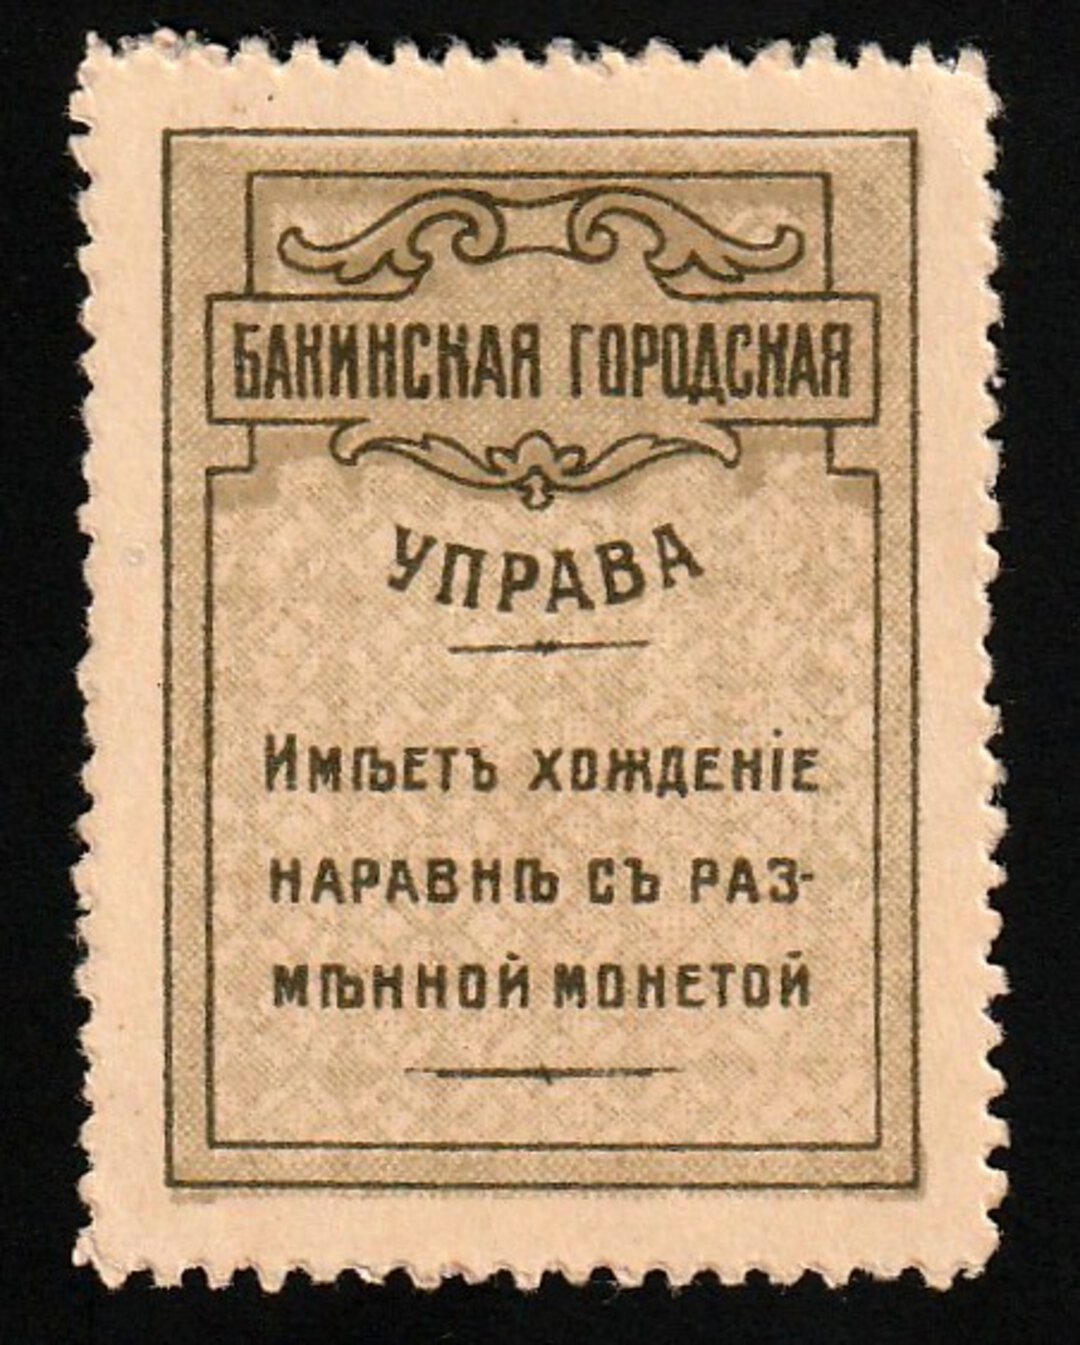 БАКИНСКАЯ ГОРОДСКАЯ
УПРАВА
Имѣетъ хожденіе
наравнѣ съ раз-
мѣнной монетой